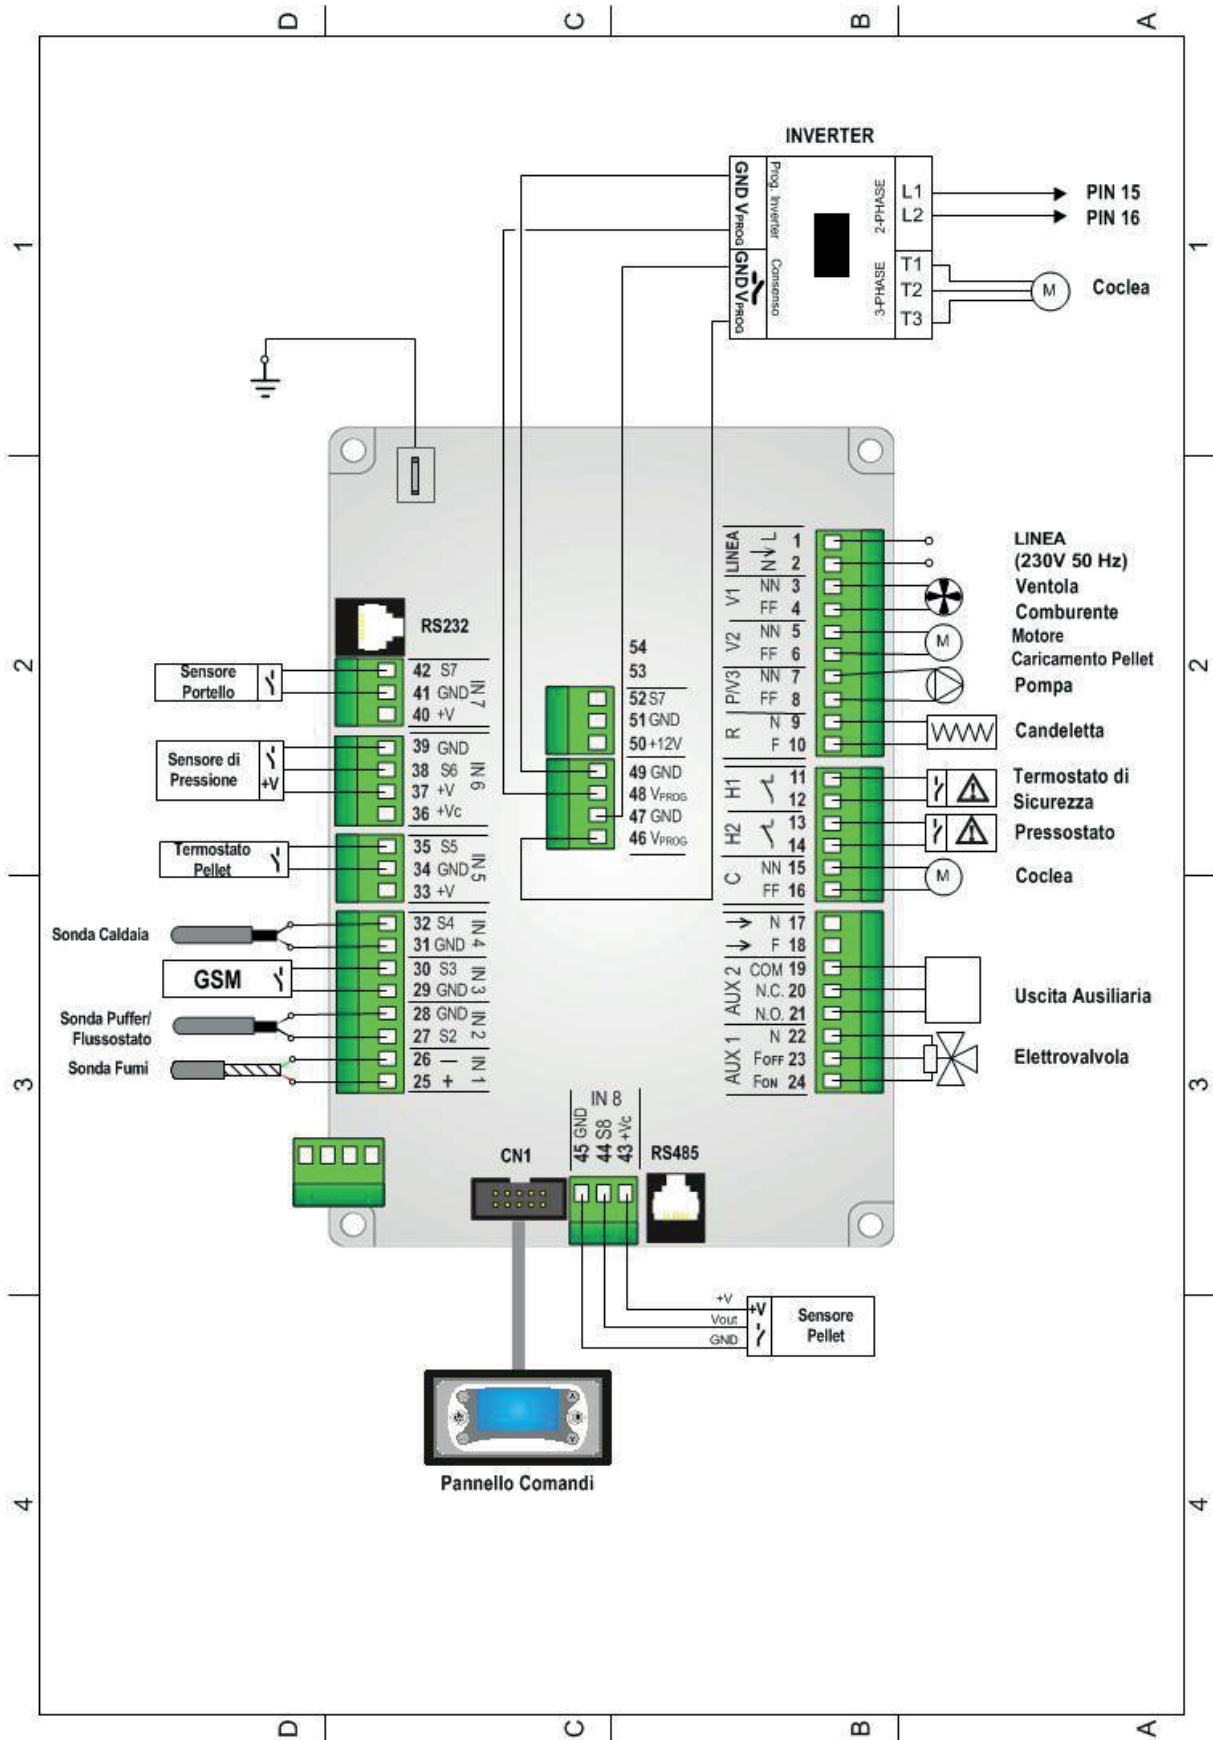 D
C
B
A
1
2
3
4
INVERTER
GND VPROG
Prog. Inverter
GND VPROG
Consenso
2-PHASE
L1
L2
3-PHASE
T1
T2
T3
PIN 15
PIN 16
M
Coclea
1
2
3
4
RS232
42 S7
41 GND
40 +V
IN 7
39 GND
38 S6
37 +V
36 +Vc
IN 6
35 S5
34 GND
33 +V
IN 5
32 S4
31 GND
IN 4
30 S3
29 GND
IN 3
28 GND
27 S2
IN 2
26 —
25 +
IN 1
Sensore
Portello
Sensore di
Pressione
+V
Termostato
Pellet
Sonda Caldaia
GSM
Sonda Puffer/
Flussostato
Sonda Fumi
54
53
52 S7
51 GND
50 +12V
49 GND
48 VPROG
47 GND
46 VPROG
LINEA
L 1
N 2
V1
NN 3
FF 4
V2
NN 5
FF 6
P/V3
NN 7
FF 8
R
N 9
F 10
H1
11
12
H2
13
14
C
NN 15
FF 16
N 17
F 18
AUX 2
COM 19
N.C. 20
N.O. 21
AUX 1
N 22
FOFF 23
FON 24
LINEA
(230V 50 Hz)
Ventola
Comburente
M
Motore
Caricamento Pellet
Pompa
Candeletta
Termostato di
Sicurezza
Pressostato
M
Coclea
Uscita Ausiliaria
Elettrovalvola
IN 8
45 GND
44 S8
43 +Vc
CN1
RS485
+V
Vout
GND
+V
Sensore
Pellet
Pannello Comandi
D
C
B
A